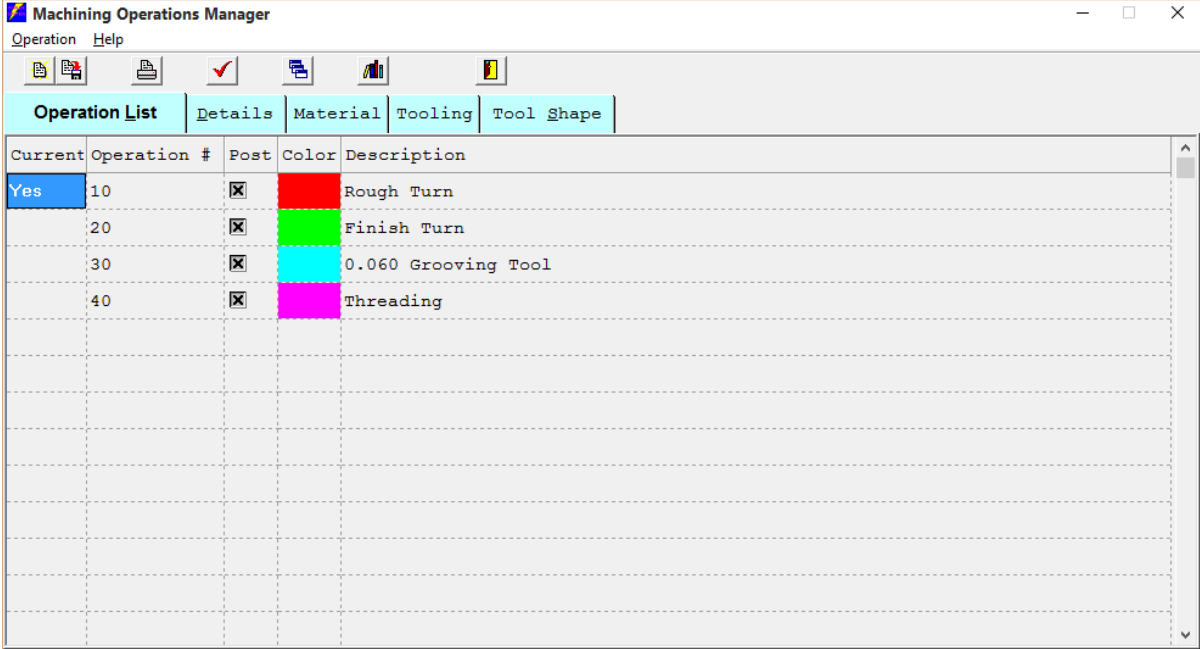 Machining Operations Manager
Operation Help
Operation List Details Material Tooling Tool Shape
Current Operation # Post Color Description
Yes 10 Rough Turn
20 Finish Turn
30 0.060 Grooving Tool
40 Threading